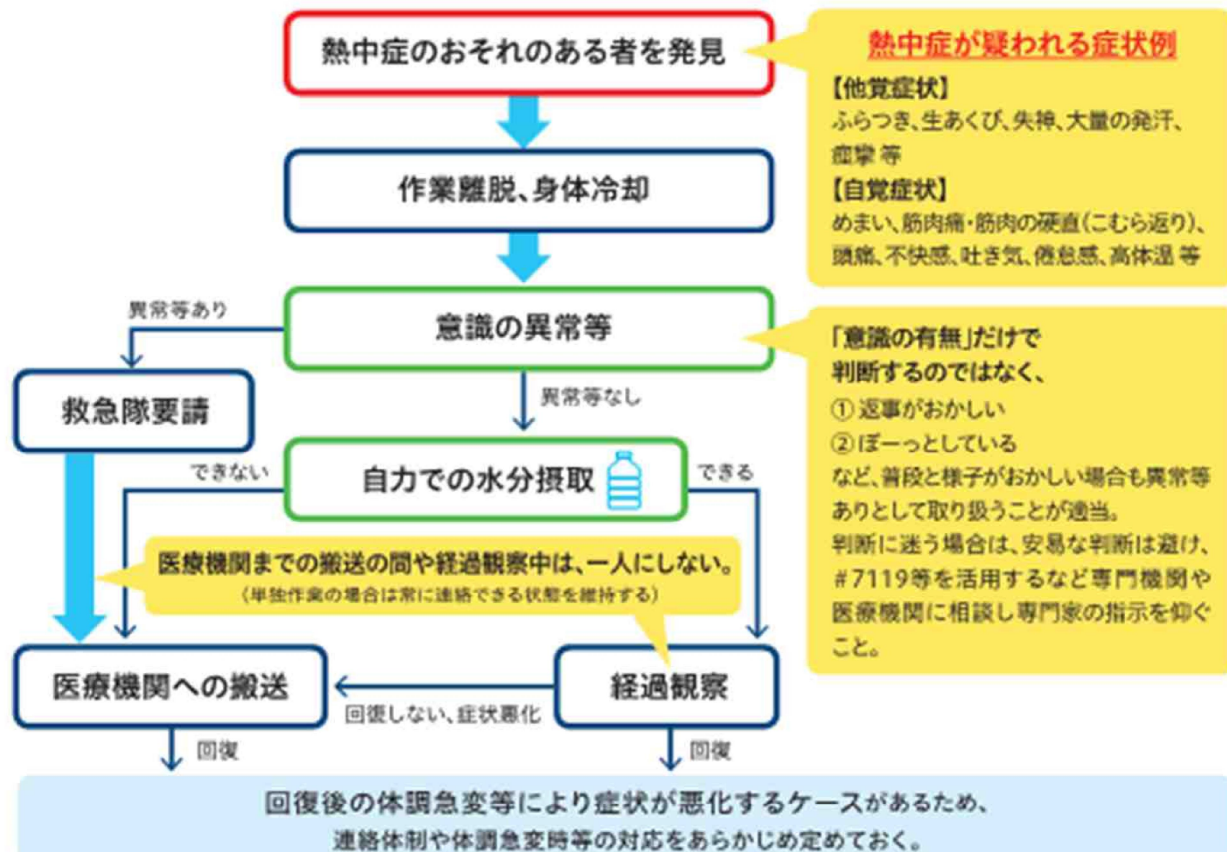 熱中症のおそれのある者を発見
熱中症が疑われる症状例
【他覚症状】
ふらつき、生あくび、失神、大量の発汗、
痙攣 等
【自覚症状】
めまい、筋肉痛・筋肉の硬直(こむら返り)、
頭痛、不快感、吐き気、倦怠感、高体温 等
作業離脱、身体冷却
意識の異常等
異常等あり
異常等なし
「意識の有無」だけで
判断するのではなく、
① 返事がおかしい
② ぼーっとしている
など、普段と様子がおかしい場合も異常等
ありとして取り扱うことが適当。
判断に迷う場合は、安易な判断は避け、
#7119等を活用するなど専門機関や
医療機関に相談し専門家の指示を仰ぐ
こと。
救急隊要請
自力での水分摂取
できない
できる
医療機関までの搬送の間や経過観察中は、一人にしない。
(単独作業の場合は常に連絡できる状態を維持する)
医療機関への搬送
経過観察
回復しない、症状悪化
回復
回復
回復後の体調急変等により症状が悪化するケースがあるため、
連絡体制や体調急変時等の対応をあらかじめ定めておく。